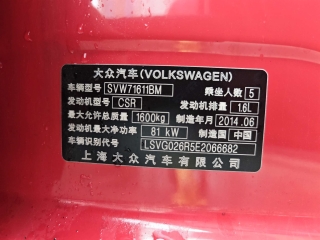 大众汽车(VOLKSWAGEN)
车辆型号 SVW71611BM 乘坐人数 5
发动机型号 CSR 发动机排量 1.6L
最大允许总质量 1600kg 制造年月 2014.06
发动机最大净功率 81 kW 制造国 中国
车辆识别代号 LSVG026R5E2066682
上海大众汽车有限公司